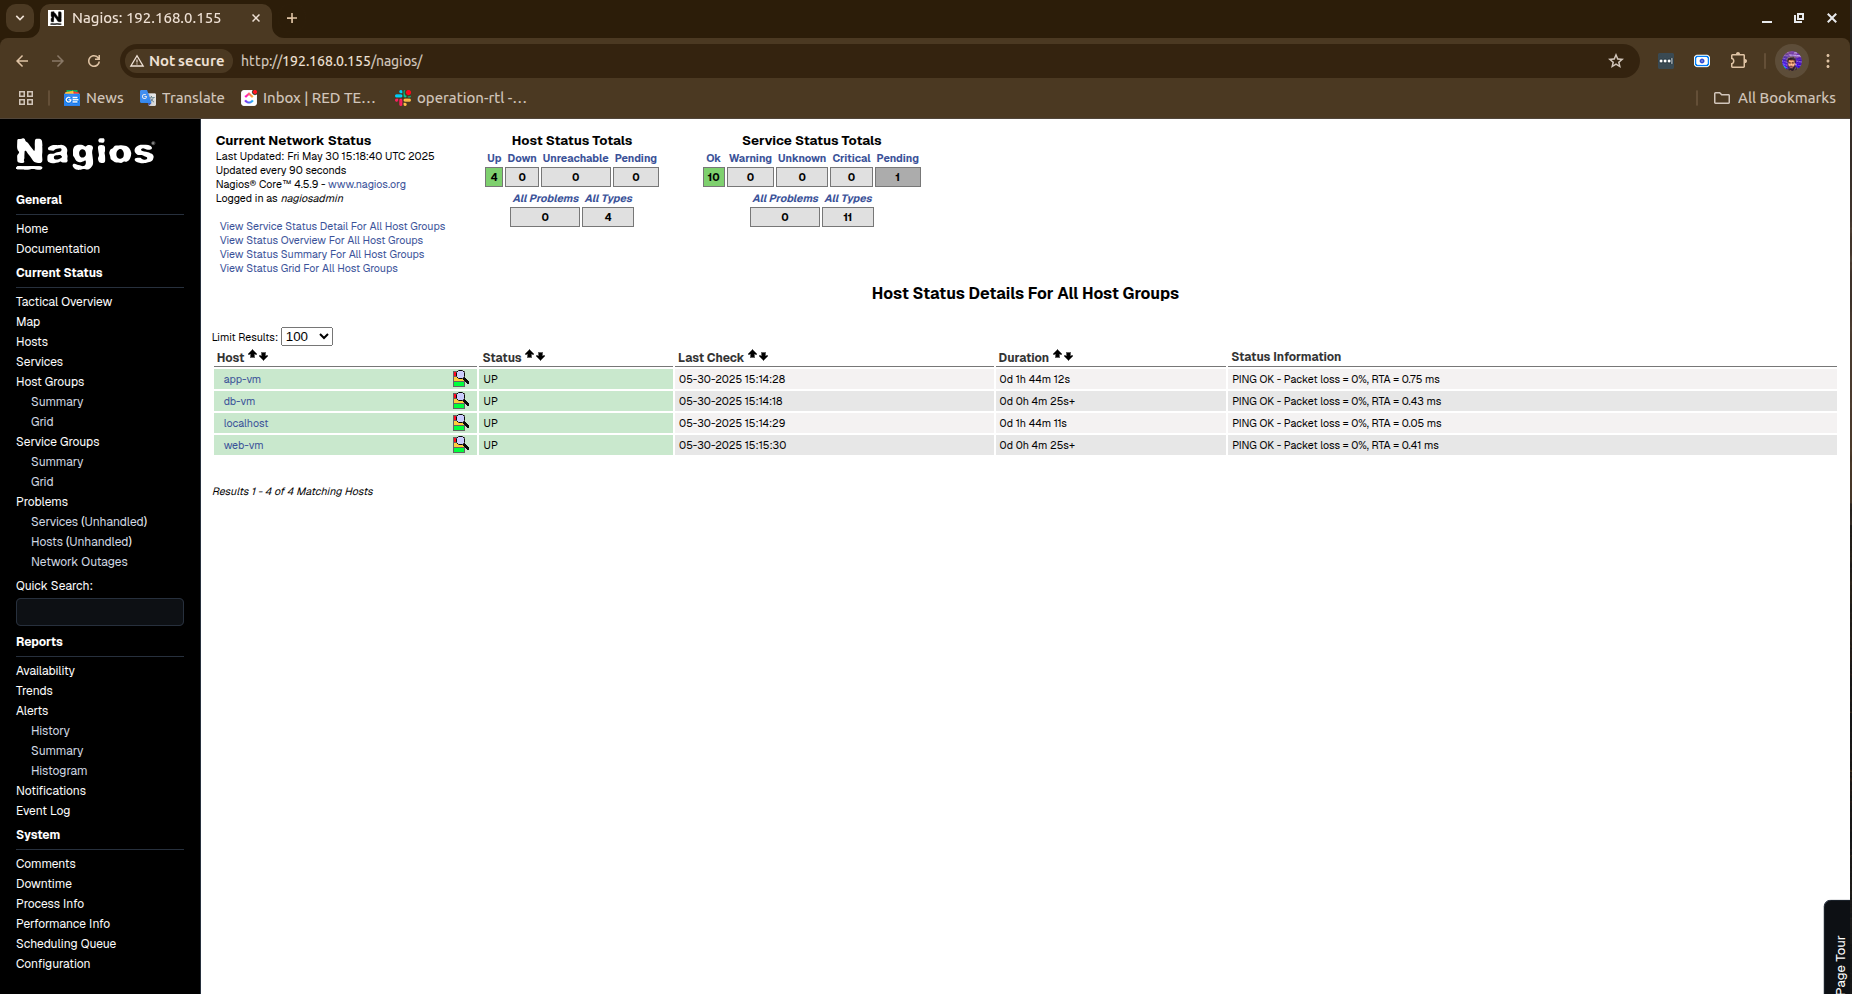 Nagios: 192.168.0.155
Not secure
http://192.168.0.155/nagios/
News
Translate
Inbox | RED TE...
operation-rtl -...
All Bookmarks
Nagios®
General
Home
Documentation
Current Status
Tactical Overview
Map
Hosts
Services
Host Groups
Summary
Grid
Service Groups
Summary
Grid
Problems
Services (Unhandled)
Hosts (Unhandled)
Network Outages
Quick Search:
Reports
Availability
Trends
Alerts
History
Summary
Histogram
Notifications
Event Log
System
Comments
Downtime
Process Info
Performance Info
Scheduling Queue
Configuration
Current Network Status
Last Updated: Fri May 30 15:18:40 UTC 2025
Updated every 90 seconds
Nagios® Core™ 4.5.9 - www.nagios.org
Logged in as nagiosadmin
View Service Status Detail For All Host Groups
View Status Overview For All Host Groups
View Status Summary For All Host Groups
View Status Grid For All Host Groups
Host Status Totals
Up Down Unreachable Pending
4 0 0 0
All Problems All Types
0 4
Service Status Totals
Ok Warning Unknown Critical Pending
10 0 0 0 1
All Problems All Types
0 11
Host Status Details For All Host Groups
Limit Results: 100
Host Status Last Check Duration Status Information
app-vm UP 05-30-2025 15:14:28 0d 1h 44m 12s PING OK - Packet loss = 0%, RTA = 0.75 ms
db-vm UP 05-30-2025 15:14:18 0d 0h 4m 25s+ PING OK - Packet loss = 0%, RTA = 0.43 ms
localhost UP 05-30-2025 15:14:29 0d 1h 44m 11s PING OK - Packet loss = 0%, RTA = 0.05 ms
web-vm UP 05-30-2025 15:15:30 0d 0h 4m 25s+ PING OK - Packet loss = 0%, RTA = 0.41 ms
Results 1 - 4 of 4 Matching Hosts
Page Tour